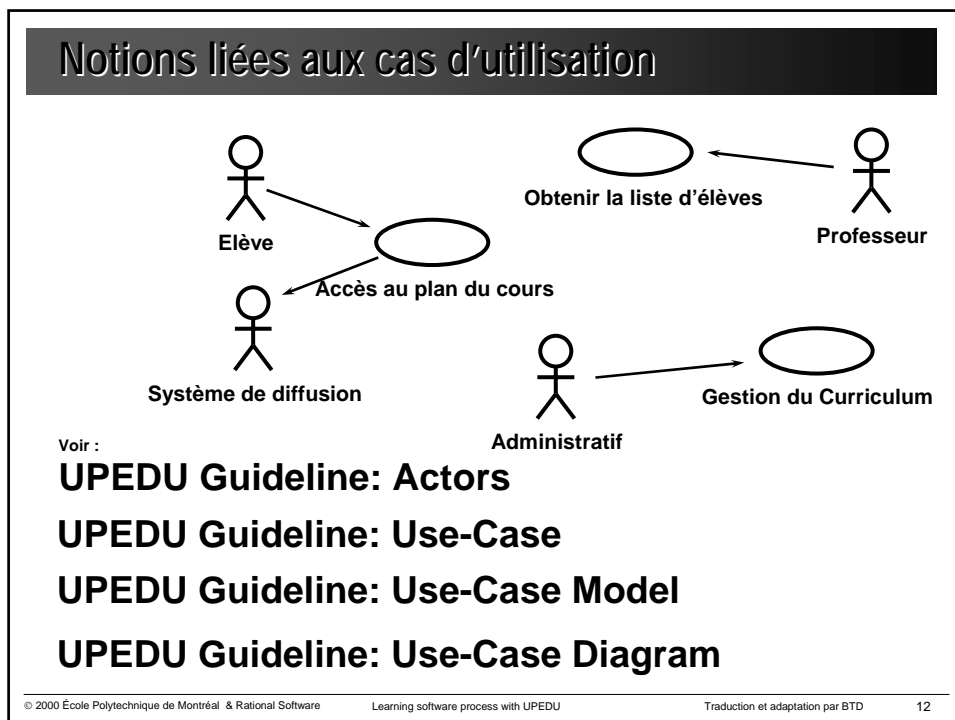 Notions liées aux cas d'utilisation
Obtenir la liste d'élèves
Elève
Professeur
Accès au plan du cours
Système de diffusion
Gestion du Curriculum
Administratif
Voir :
UPEDU Guideline: Actors
UPEDU Guideline: Use-Case
UPEDU Guideline: Use-Case Model
UPEDU Guideline: Use-Case Diagram
© 2000 École Polytechnique de Montréal & Rational Software Learning software process with UPEDU Traduction et adaptation par BTD 12